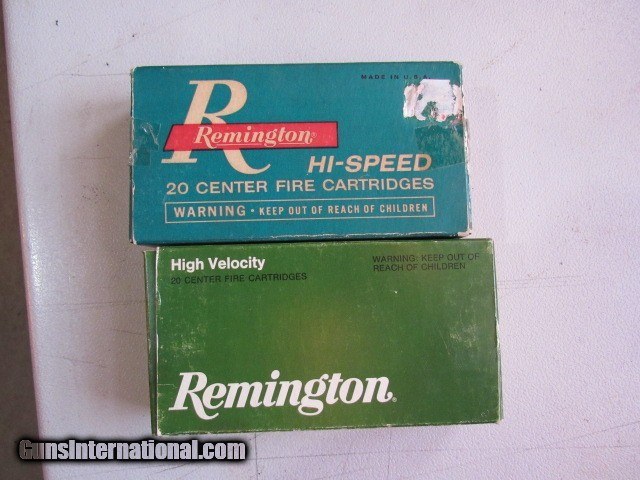 MADE IN U.S.A.
R
Remington®
HI-SPEED
20 CENTER FIRE CARTRIDGES
WARNING • KEEP OUT OF REACH OF CHILDREN
High Velocity
20 CENTER FIRE CARTRIDGES
WARNING: KEEP OUT OF
REACH OF CHILDREN
Remington®
GunsInternational.com